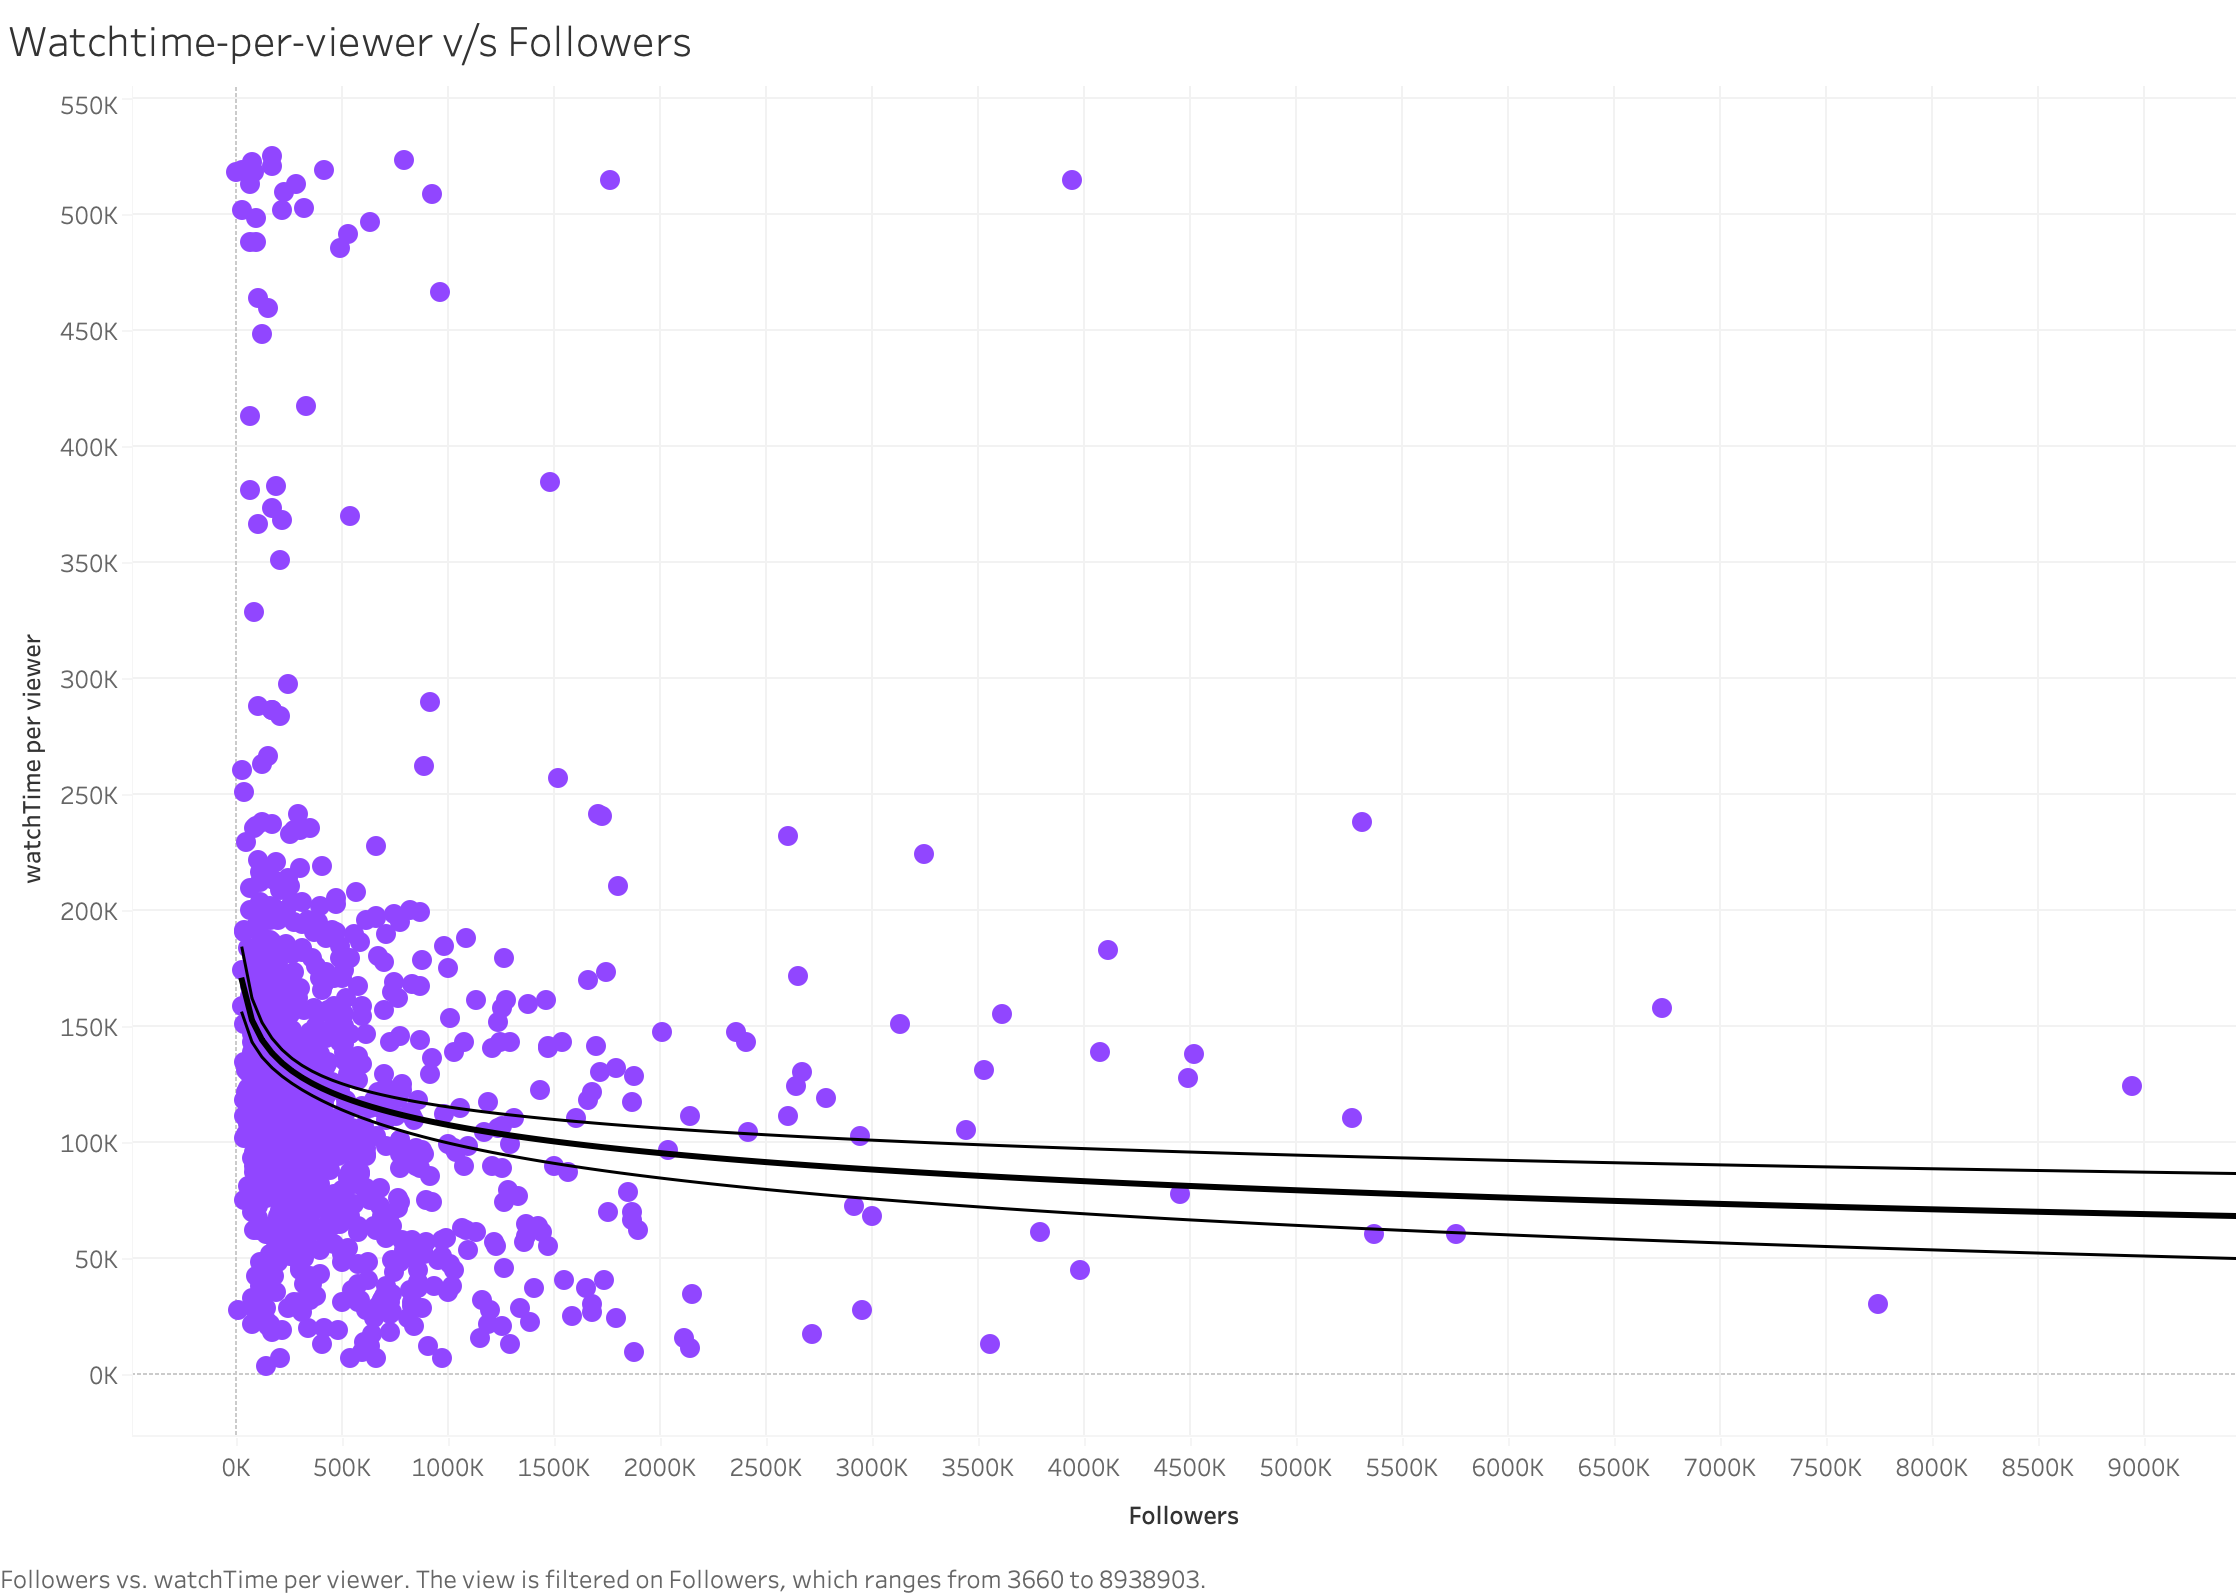 Watchtime-per-viewer v/s Followers
550K
500K
450K
400K
350K
300K
250K
200K
150K
100K
50K
0K
watchTime per viewer
0K 500K 1000K 1500K 2000K 2500K 3000K 3500K 4000K 4500K 5000K 5500K 6000K 6500K 7000K 7500K 8000K 8500K 9000K
Followers
Followers vs. watchTime per viewer. The view is filtered on Followers, which ranges from 3660 to 8938903.